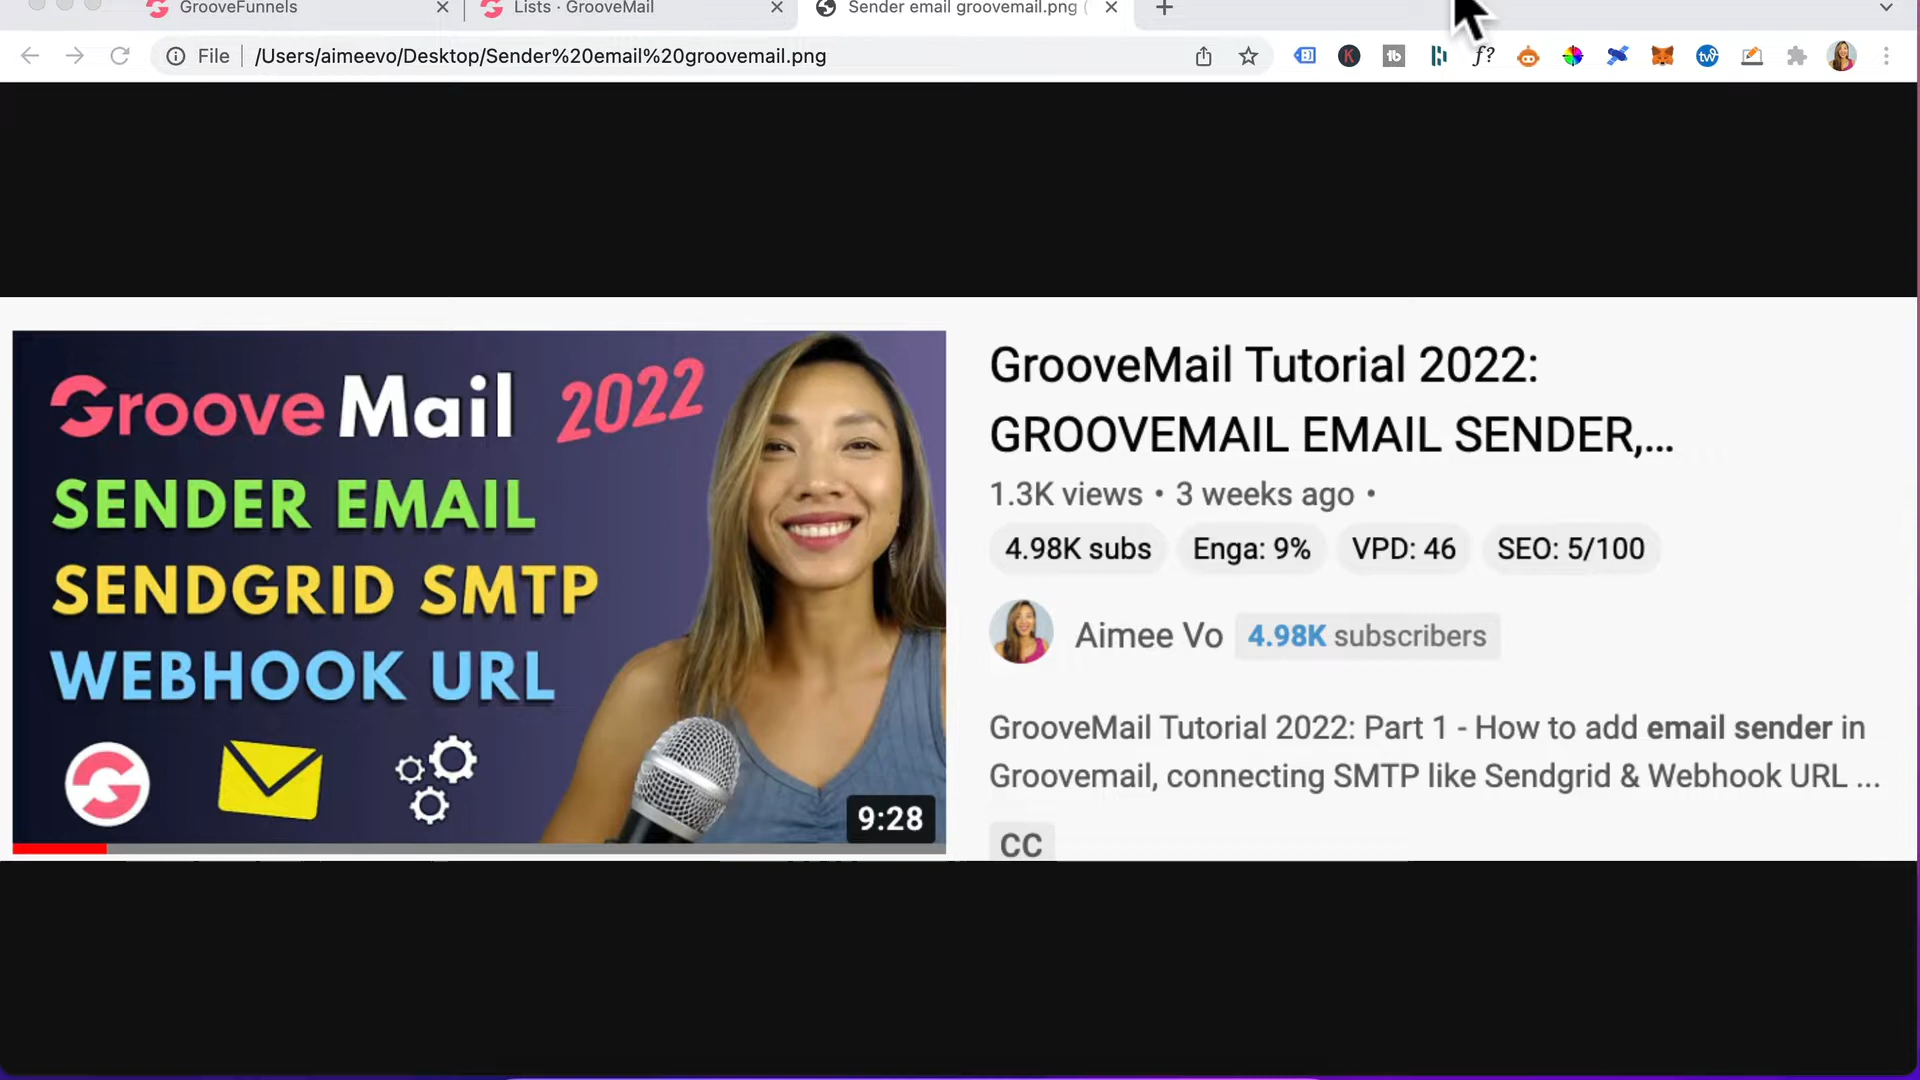 GrooveFunnels
Lists · GrooveMail
Sender email groovemail.png (
File
/Users/aimeevo/Desktop/Sender%20email%20groovemail.png
K
tb
f?
tw
GrooveMail 2022
SENDER EMAIL
SENDGRID SMTP
WEBHOOK URL
9:28
GrooveMail Tutorial 2022:
GROOVEMAIL EMAIL SENDER,...
1.3K views • 3 weeks ago •
4.98K subs Enga: 9% VPD: 46 SEO: 5/100
Aimee Vo 4.98K subscribers
GrooveMail Tutorial 2022: Part 1 - How to add email sender in
Groovemail, connecting SMTP like Sendgrid & Webhook URL ...
CC